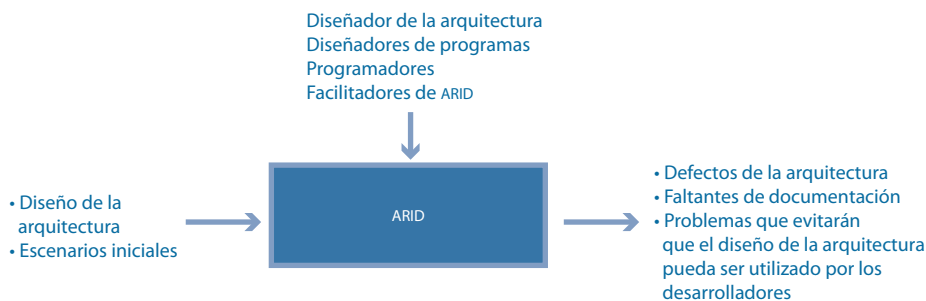 Diseñador de la arquitectura
Diseñadores de programas
Programadores
Facilitadores de ARID
• Diseño de la
arquitectura
• Escenarios iniciales
ARID
• Defectos de la arquitectura
• Faltantes de documentación
• Problemas que evitarán
que el diseño de la arquitectura
pueda ser utilizado por los
desarrolladores